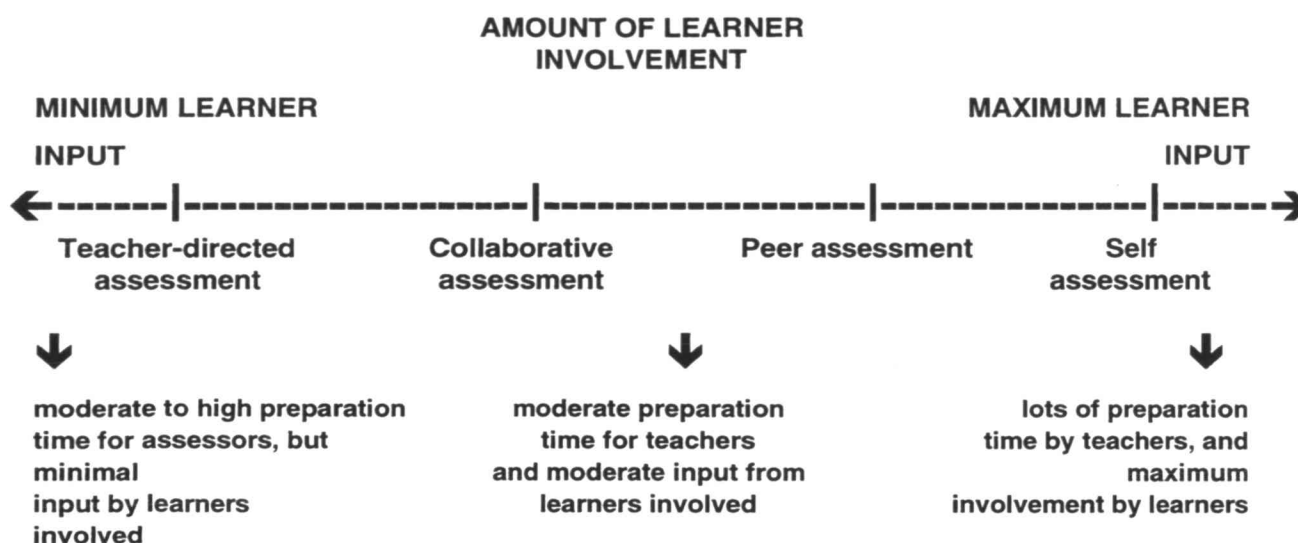 AMOUNT OF LEARNER
INVOLVEMENT
MINIMUM LEARNER
INPUT
MAXIMUM LEARNER
INPUT
Teacher-directed
assessment
Collaborative
assessment
Peer assessment
Self
assessment
moderate to high preparation
time for assessors, but
minimal
input by learners
involved
moderate preparation
time for teachers
and moderate input from
learners involved
lots of preparation
time by teachers, and
maximum
involvement by learners